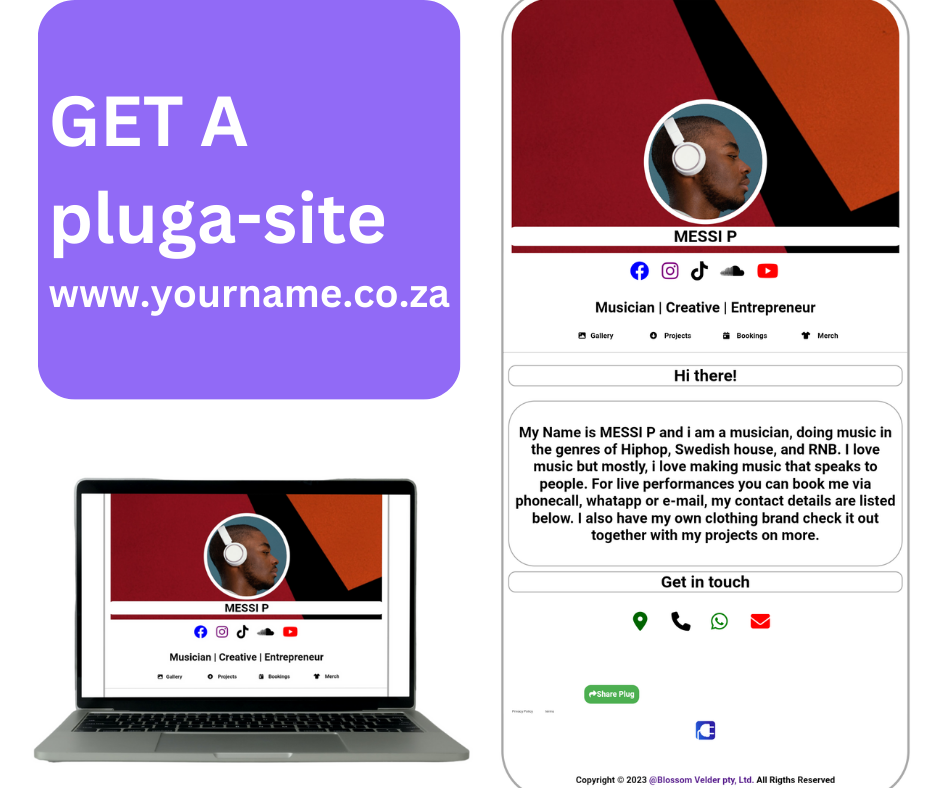 GET A
pluga-site
www.yourname.co.za
MESSI P
Musician | Creative | Entrepreneur
Gallery Projects Bookings Merch
Hi there!
My Name is MESSI P and i am a musician, doing music in
the genres of Hiphop, Swedish house, and RNB. I love
music but mostly, i love making music that speaks to
people. For live performances you can book me via
phonecall, whatapp or e-mail, my contact details are listed
below. I also have my own clothing brand check it out
together with my projects on more.
Get in touch
Share Plug
Privacy Policy terms
Copyright © 2023 @Blossom Velder pty, Ltd. All Rigths Reserved
MESSI P
Musician | Creative | Entrepreneur
Gallery Projects Bookings Merch